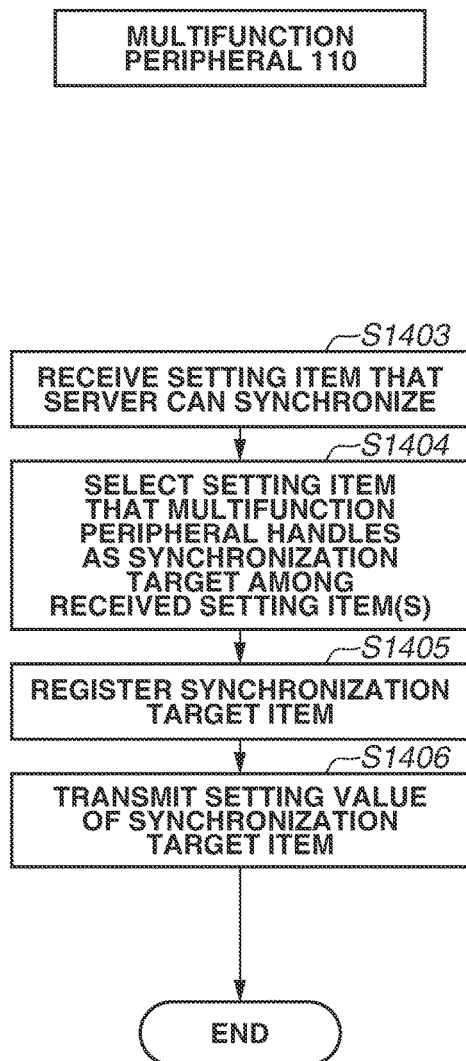 MULTIFUNCTION
PERIPHERAL 110
S1403
RECEIVE SETTING ITEM THAT
SERVER CAN SYNCHRONIZE
S1404
SELECT SETTING ITEM
THAT MULTIFUNCTION
PERIPHERAL HANDLES
AS SYNCHRONIZATION
TARGET AMONG
RECEIVED SETTING ITEM(S)
S1405
REGISTER SYNCHRONIZATION
TARGET ITEM
S1406
TRANSMIT SETTING VALUE
OF SYNCHRONIZATION
TARGET ITEM
END